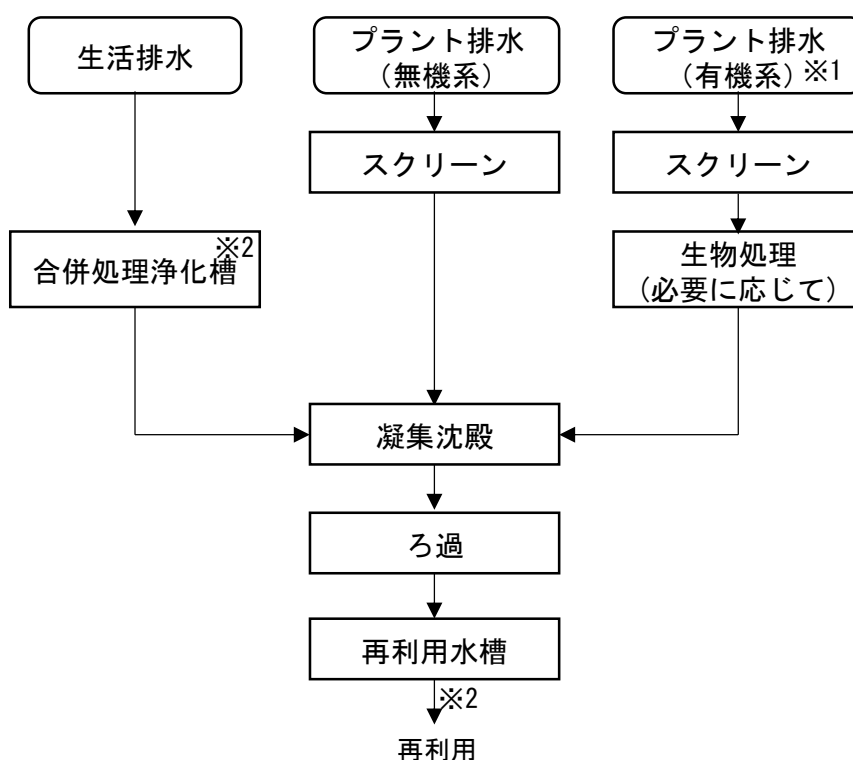 生活排水
プラント排水
(無機系)
プラント排水
(有機系)※1
スクリーン
スクリーン
合併処理浄化槽※2
生物処理
(必要に応じて)
凝集沈殿
ろ過
再利用水槽
※2
再利用